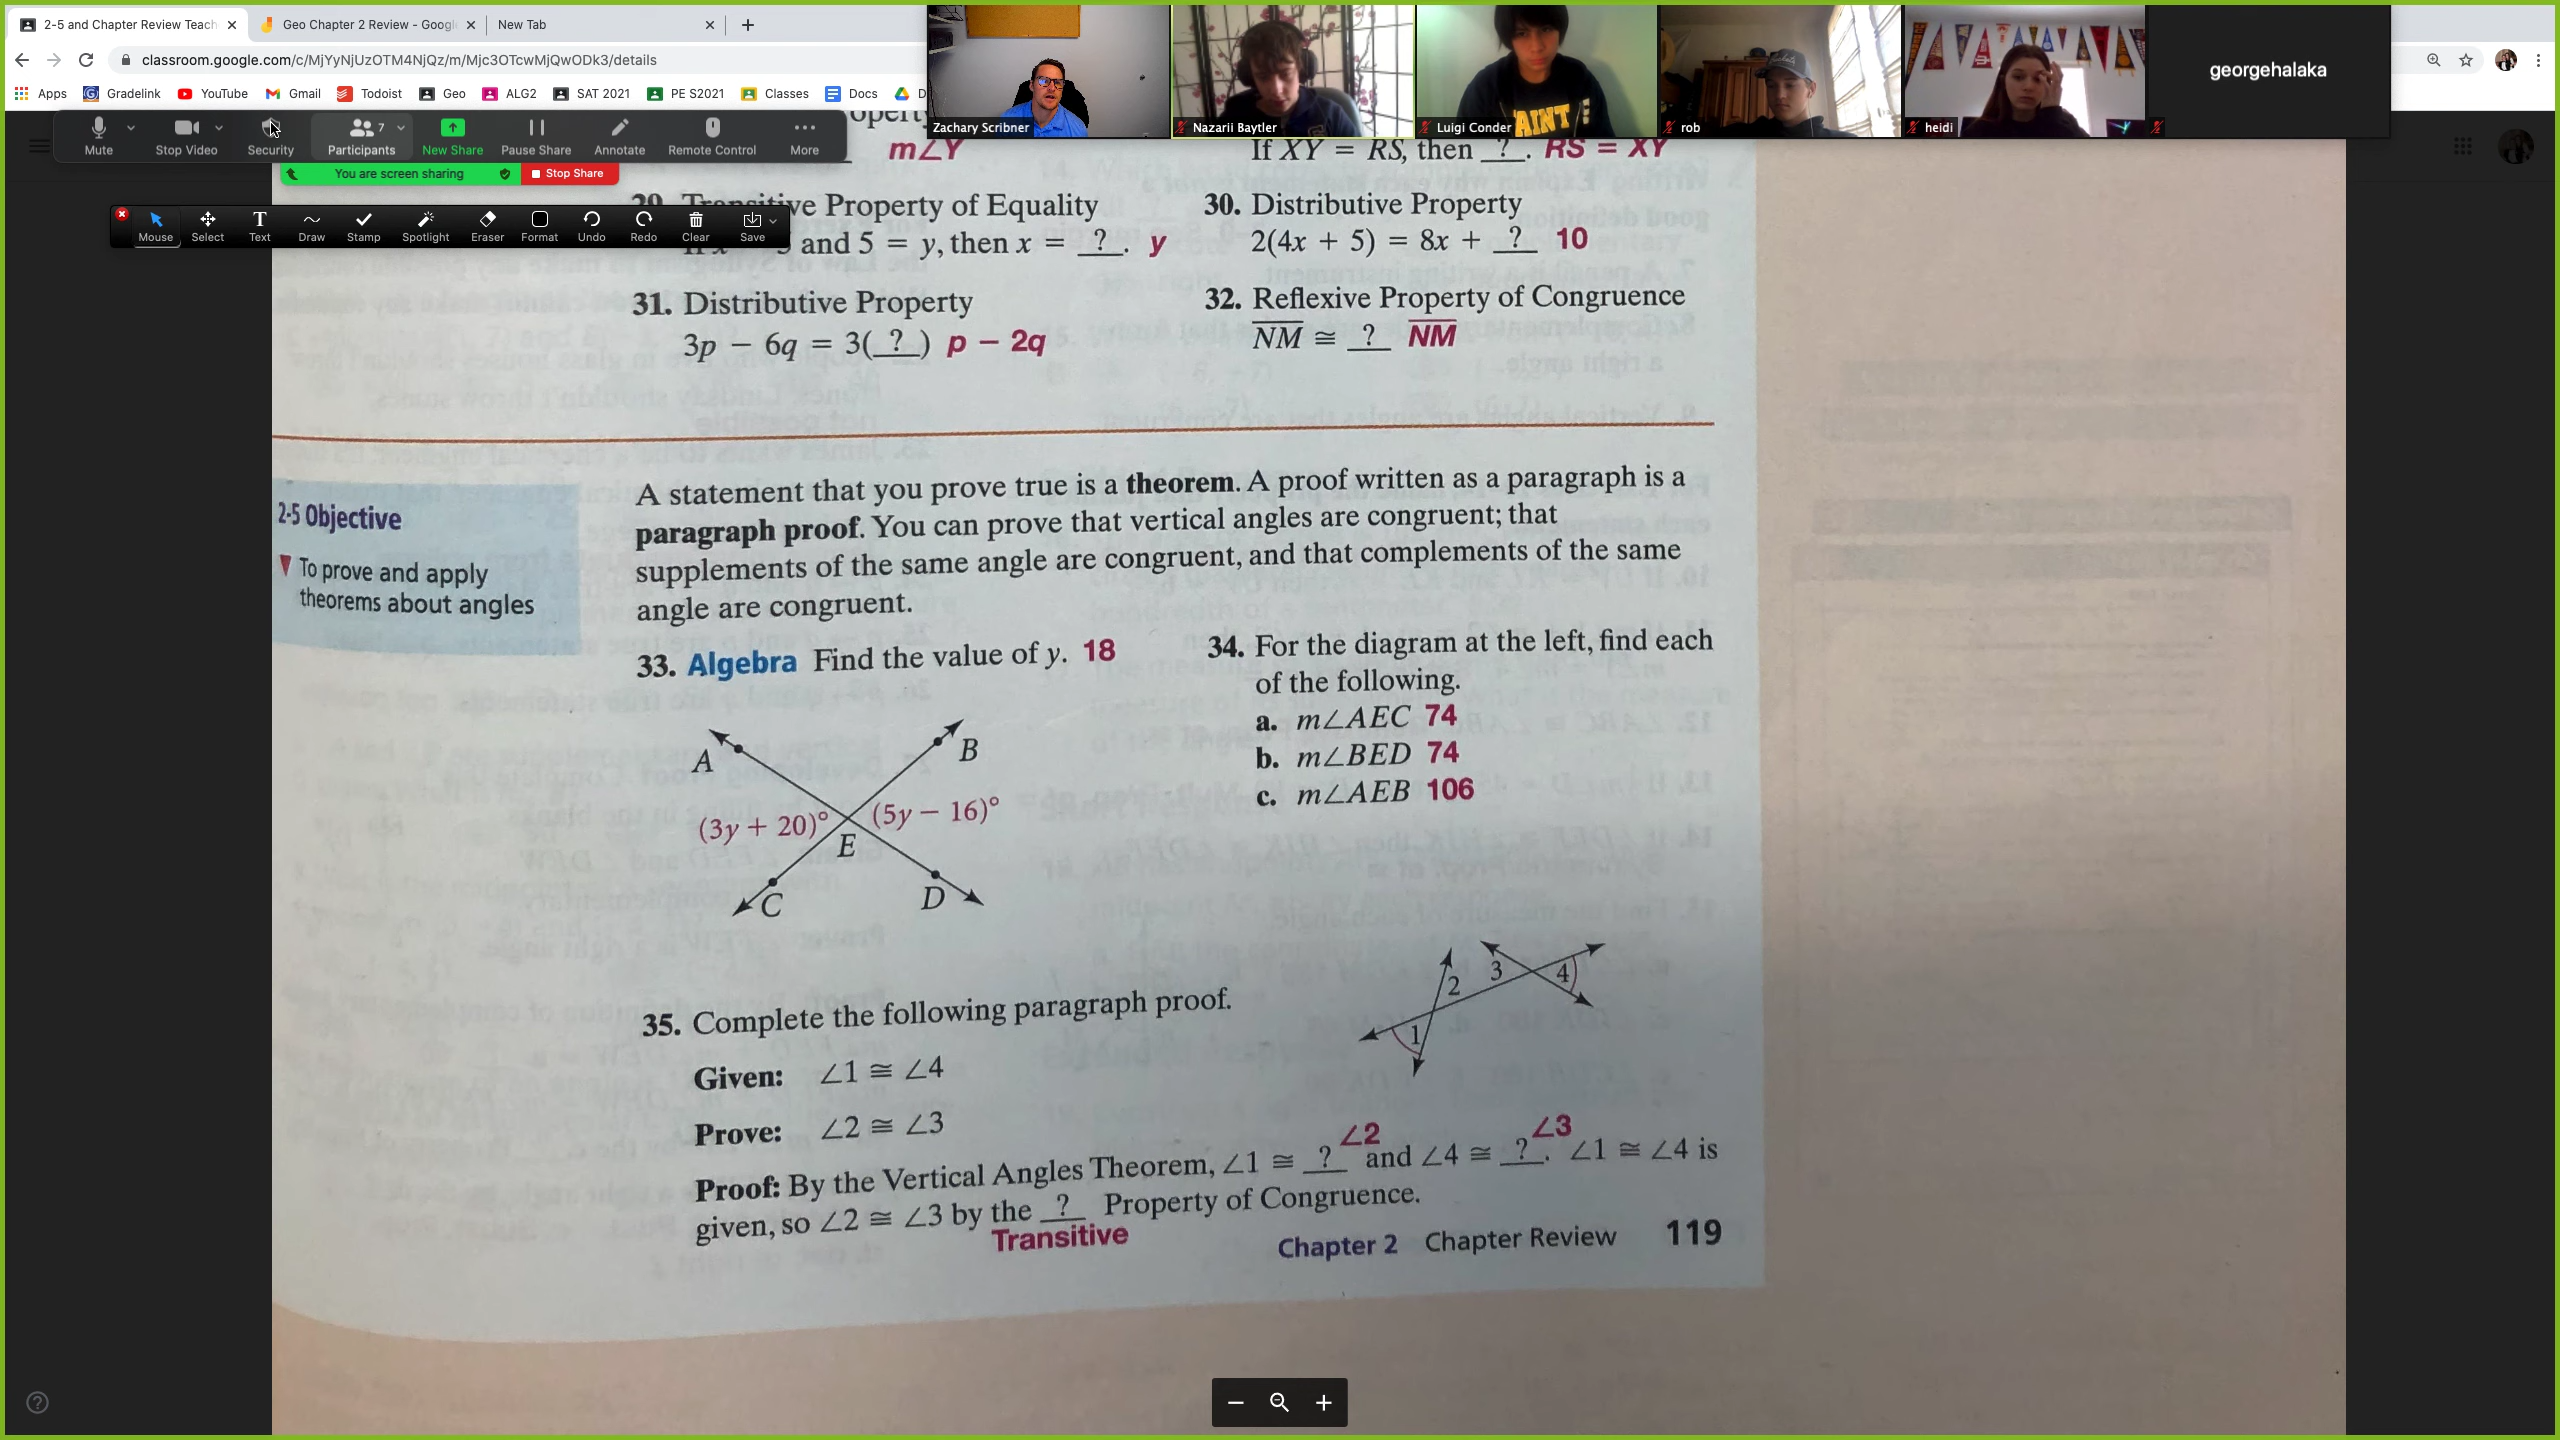 2-5 and Chapter Review Teach
Geo Chapter 2 Review - Googl
New Tab
classroom.google.com/c/MjYyNjUzOTM4NjQz/m/Mjc3OTcwMjQwODk3/details
Apps Gradelink YouTube Gmail Todoist Geo ALG2 SAT 2021 PE S2021 Classes Docs D
Zachary Scribner
Nazarii Baytler
Luigi Conder
AINT
rob
heidi
georgehalaka
7
Mute Stop Video Security Participants New Share Pause Share Annotate Remote Control More
You are screen sharing Stop Share
Mouse Select Text Draw Stamp Spotlight Eraser Format Undo Redo Clear Save
m∠Y
If XY = RS, then ?. RS = XY
Property of Equality
and 5 = y, then x = ?. y
30. Distributive Property
2(4x + 5) = 8x + ? 10
31. Distributive Property
3p − 6q = 3(?) p − 2q
32. Reflexive Property of Congruence
NM ≅ ? NM
2-5 Objective
To prove and apply
theorems about angles
A statement that you prove true is a theorem. A proof written as a paragraph is a
paragraph proof. You can prove that vertical angles are congruent; that
supplements of the same angle are congruent, and that complements of the same
angle are congruent.
33. Algebra Find the value of y. 18
A
B
(3y + 20)°
(5y − 16)°
E
C
D
34. For the diagram at the left, find each
of the following.
a. m∠AEC 74
b. m∠BED 74
c. m∠AEB 106
35. Complete the following paragraph proof.
2
3
4
1
Given: ∠1 ≅ ∠4
Prove: ∠2 ≅ ∠3
∠2
∠3
Proof: By the Vertical Angles Theorem, ∠1 ≅ ? and ∠4 ≅ ?. ∠1 ≅ ∠4 is
given, so ∠2 ≅ ∠3 by the ? Property of Congruence.
Transitive
Chapter 2 Chapter Review 119